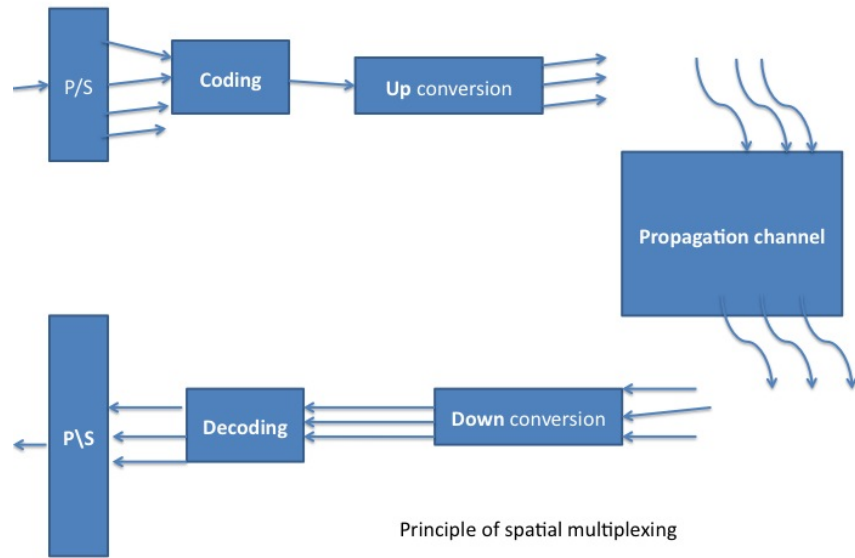 P/S
Coding
Up conversion
Propagation channel
P\S
Decoding
Down conversion
Principle of spatial multiplexing